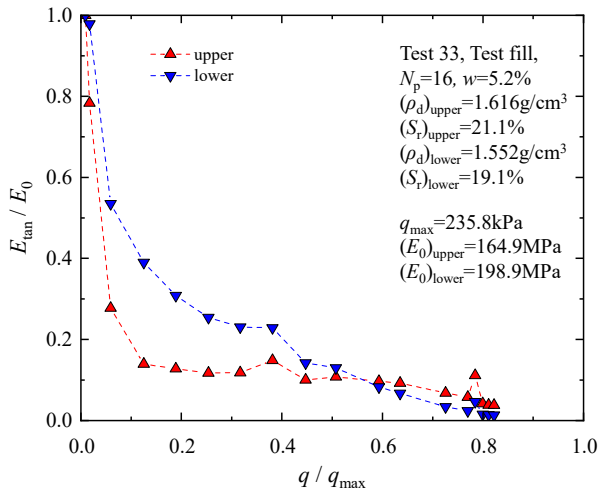 1.0
0.8
0.6
0.4
0.2
0.0
E_tan / E_0
0.0 0.2 0.4 0.6 0.8 1.0
q / q_max
upper
lower
Test 33, Test fill,
N_p=16, w=5.2%
(ρ_d)_upper=1.616g/cm³
(S_r)_upper=21.1%
(ρ_d)_lower=1.552g/cm³
(S_r)_lower=19.1%
q_max=235.8kPa
(E_0)_upper=164.9MPa
(E_0)_lower=198.9MPa